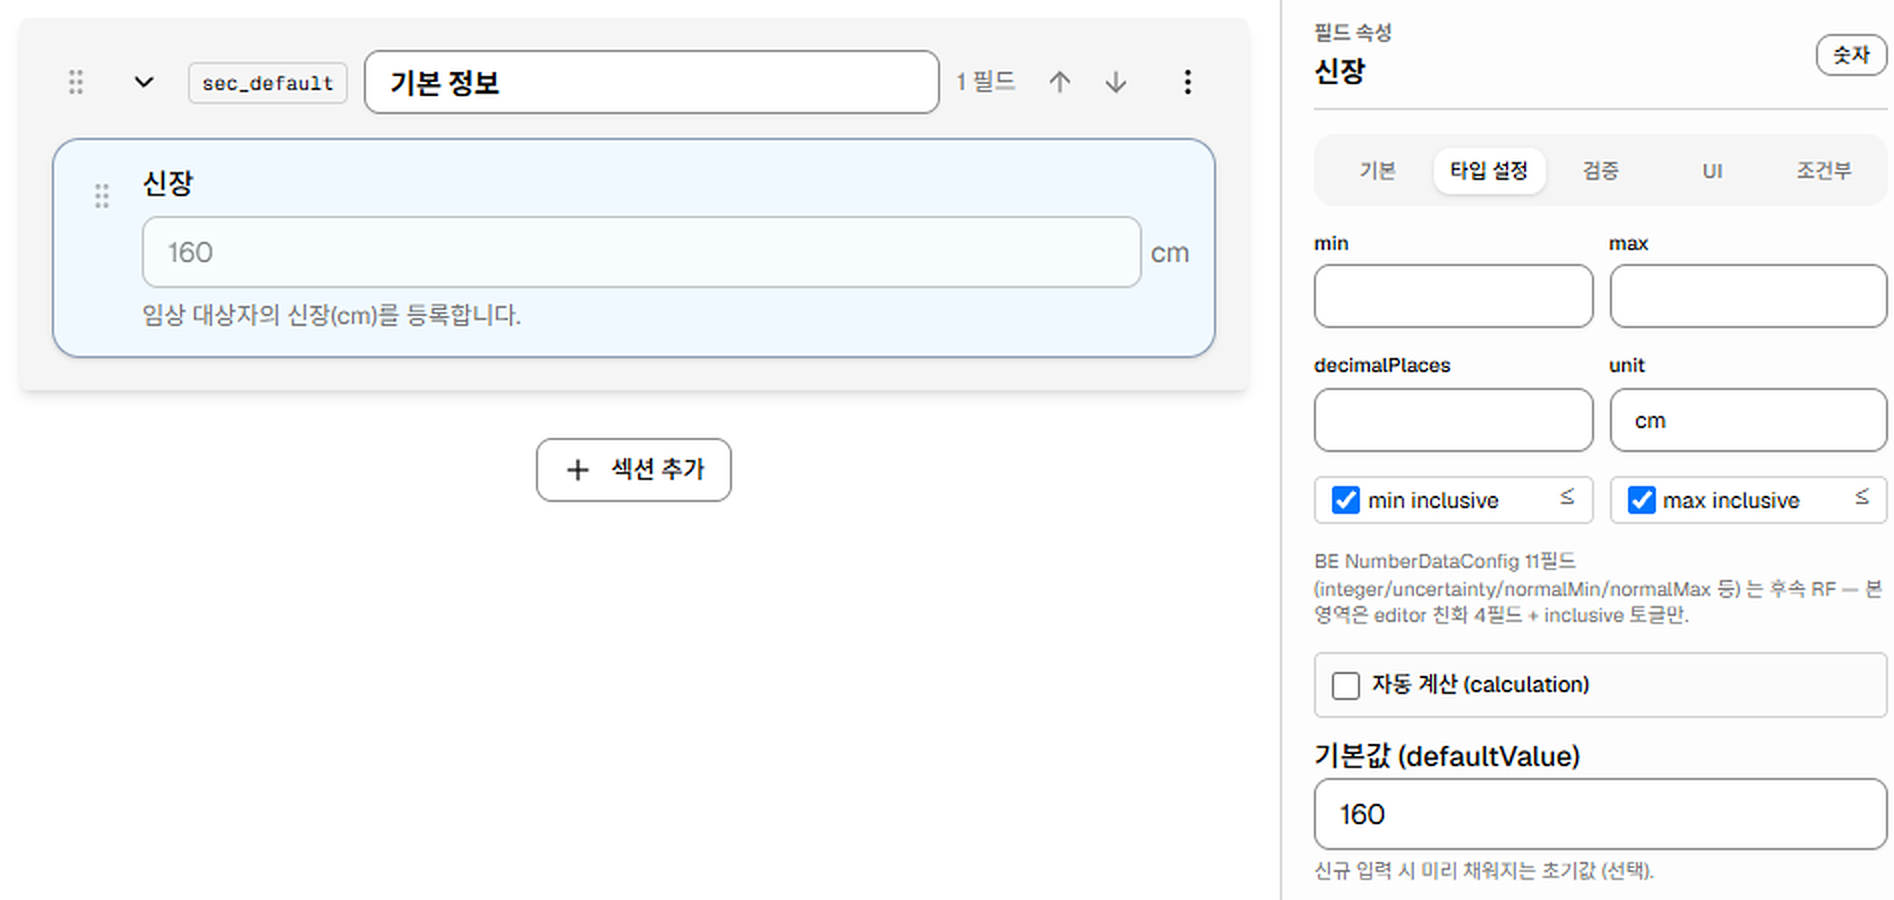 sec_default
기본 정보
1 필드
신장
160
cm
임상 대상자의 신장(cm)를 등록합니다.
섹션 추가
필드 속성
신장
숫자
기본
타입 설정
검증
UI
조건부
min
max
decimalPlaces
unit
cm
min inclusive
≤
max inclusive
≤
BE NumberDataConfig 11필드
(integer/uncertainty/normalMin/normalMax 등) 는 후속 RF — 본
영역은 editor 친화 4필드 + inclusive 토글만.
자동 계산 (calculation)
기본값 (defaultValue)
160
신규 입력 시 미리 채워지는 초기값 (선택).